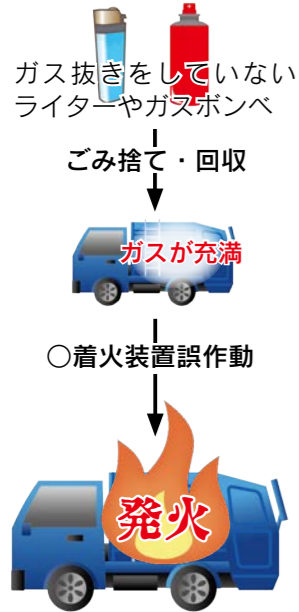 ガス抜きをしていない
ライターやガスボンベ
ごみ捨て・回収
ガスが充満
○着火装置誤作動
発火